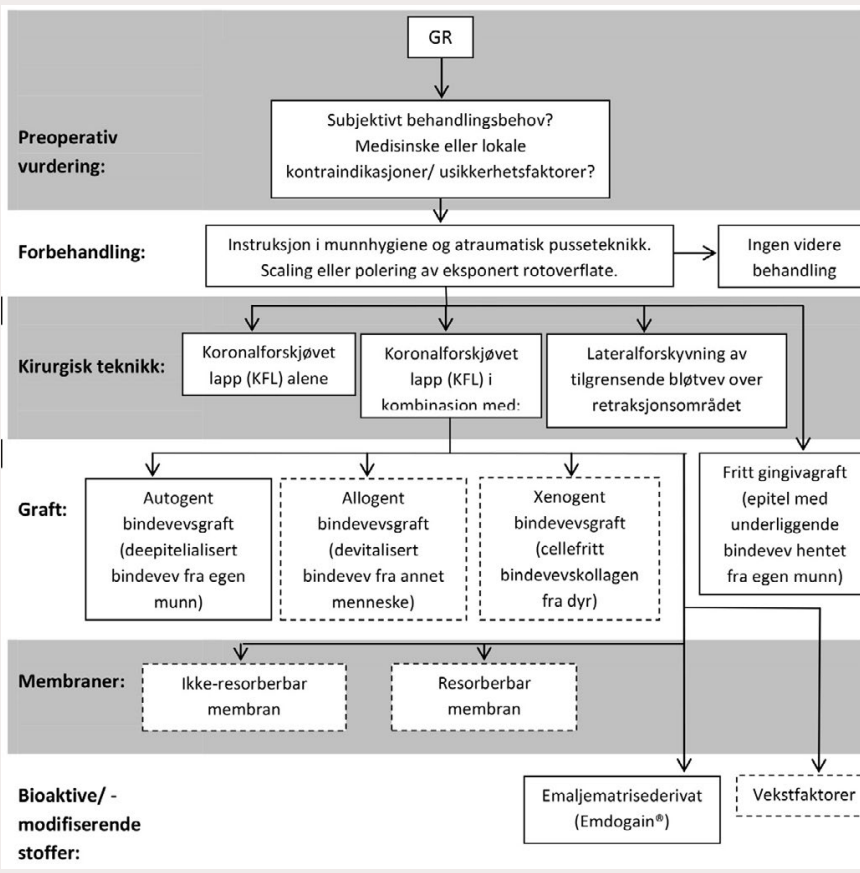 GR
Preoperativ
vurdering:
Subjektivt behandlingsbehov?
Medisinske eller lokale
kontraindikasjoner/ usikkerhetsfaktorer?
Forbehandling:
Instruksjon i munnhygiene og atraumatisk pusseteknikk.
Scaling eller polering av eksponert rotoverflate.
Ingen videre
behandling
Kirurgisk teknikk:
Koronalforskjøvet
lapp (KFL) alene
Koronalforskjøvet
lapp (KFL) i
kombinasjon med:
Lateralforskyvning av
tilgrensende bløtvev over
retraksjonsområdet
Graft:
Autogent
bindevevsgraft
(deepitelialisert
bindevev fra egen
munn)
Allogent
bindevevsgraft
(devitalisert
bindevev fra annet
menneske)
Xenogent
bindevevsgraft
(cellefritt
bindevevskollagen
fra dyr)
Fritt gingivagraft
(epitel med
underliggende
bindevev hentet
fra egen munn)
Membraner:
Ikke-resorberbar
membran
Resorberbar
membran
Bioaktive/ -
modifiserende
stoffer:
Emaljematrisederivat
(Emdogain®)
Vekstfaktorer